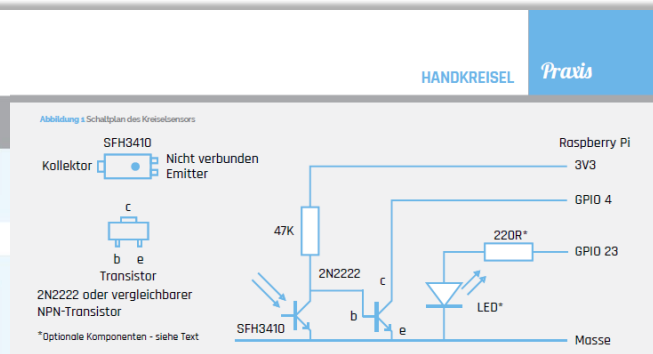 HANDKREISEL
Praxis
Abbildung 1 Schaltplan des Kreiselsensors
SFH3410
Kollektor
Nicht verbunden
Emitter
c
b e
Transistor
2N2222 oder vergleichbarer
NPN-Transistor
*Optionale Komponenten - siehe Text
Raspberry Pi
3V3
GPIO 4
47K
220R*
GPIO 23
2N2222
c
LED*
b
SFH3410
e
Masse